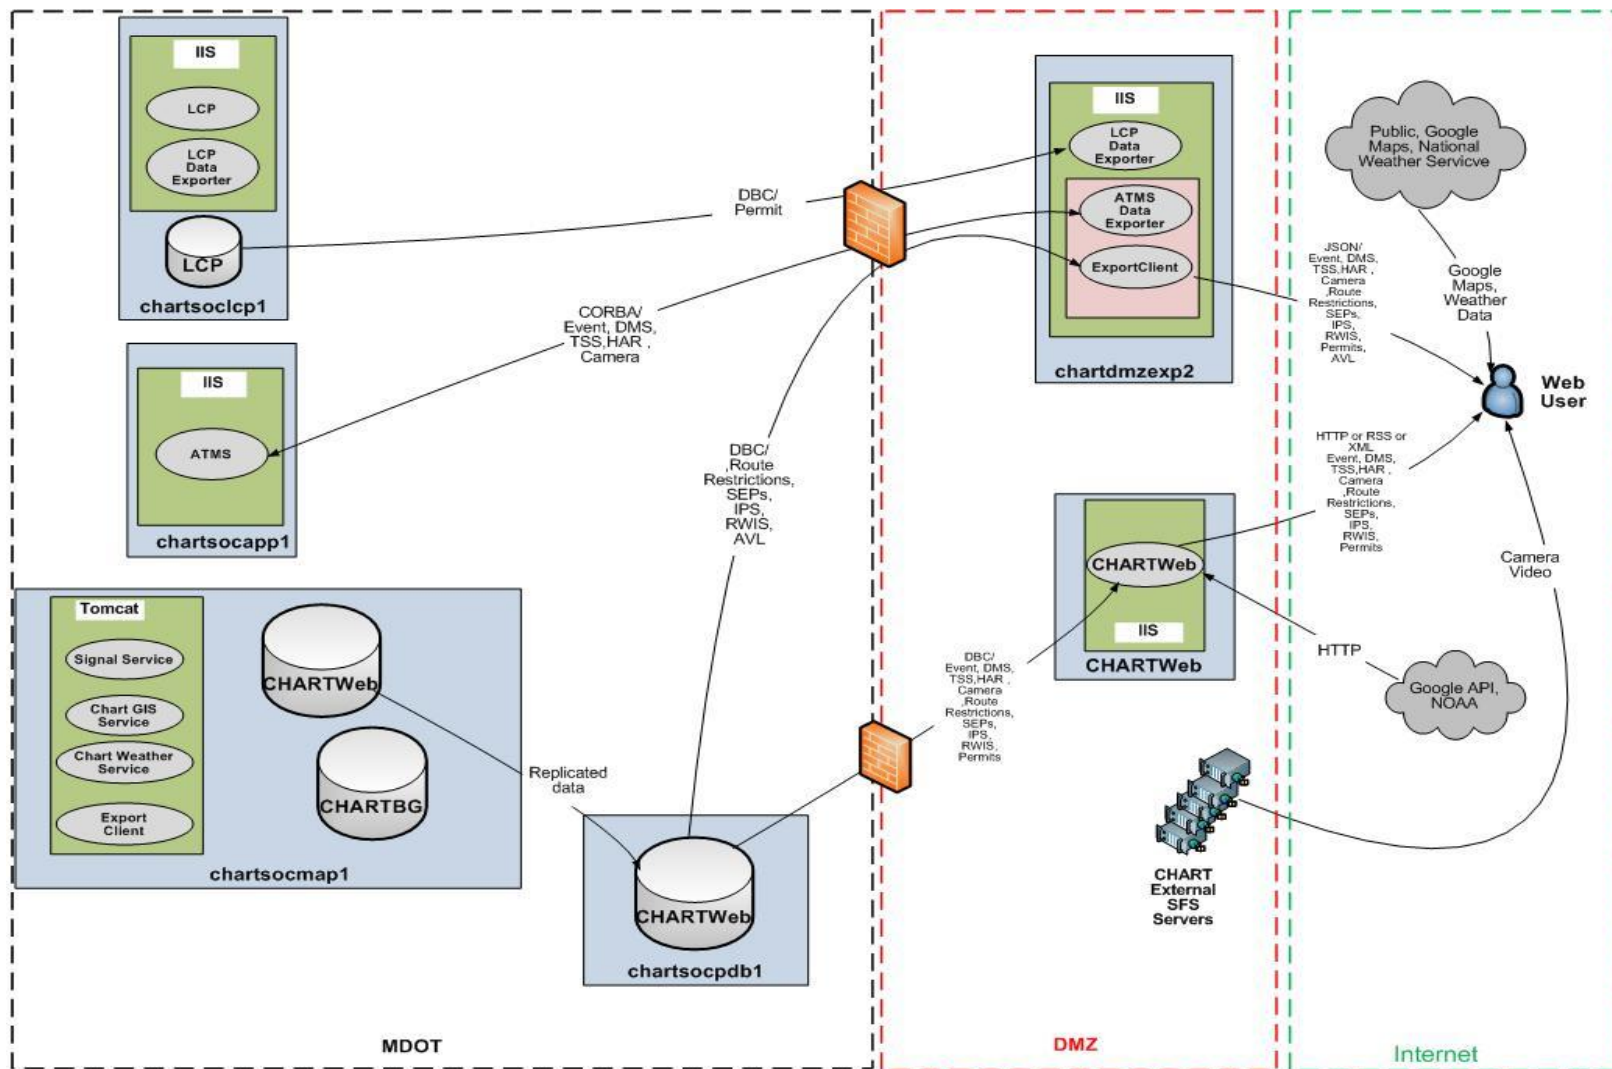 IIS
LCP
LCP
Data
Exporter
LCP
chartsoclcp1
IIS
ATMS
chartsocapp1
Tomcat
Signal Service
Chart GIS
Service
Chart Weather
Service
Export
Client
CHARTWeb
CHARTBG
chartsocmap1
Replicated
data
CHARTWeb
chartsocpdb1
DBC/
Permit
CORBA/
Event, DMS,
TSS,HAR ,
Camera
DBC/
,Route
Restrictions,
SEPs,
IPS,
RWIS,
AVL
MDOT
IIS
LCP
Data
Exporter
ATMS
Data
Exporter
ExportClient
chartdmzexp2
CHARTWeb
IIS
CHARTWeb
DBC/
Event, DMS,
TSS,HAR ,
Camera
,Route
Restrictions,
SEPs,
IPS,
RWIS,
Permits
CHART
External
SFS
Servers
DMZ
Public, Google
Maps, National
Weather Servicve
JSON/
Event, DMS,
TSS,HAR ,
Camera
,Route
Restrictions,
SEPs,
IPS,
RWIS,
Permits,
AVL
Google
Maps,
Weather
Data
Web
User
HTTP or RSS or
XML
Event, DMS,
TSS,HAR ,
Camera
,Route
Restrictions,
SEPs,
IPS,
RWIS,
Permits
Camera
Video
HTTP
Google API,
NOAA
Internet